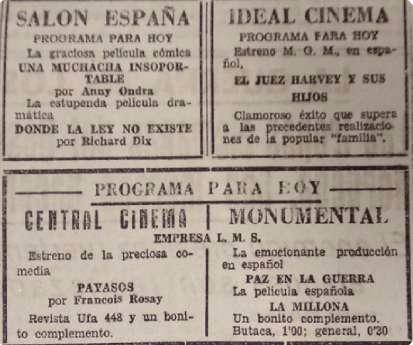 SALON ESPAÑA
PROGRAMA PARA HOY
La graciosa película cómica
UNA MUCHACHA INSOPOR-
TABLE
por Anny Ondra
La estupenda película dra-
mática
DONDE LA LEY NO EXISTE
por Richard Dix
IDEAL CINEMA
PROGRAMA PARA HOY
Estreno M. G. M., en espa-
ñol,
EL JUEZ HARVEY Y SUS
HIJOS
Clamoroso éxito que supera
a las precedentes realizacio-
nes de la popular "familia".
PROGRAMA PARA HOY
CENTRAL CINEMA
MONUMENTAL
EMPRESA L. M. S.
Estreno de la preciosa co-
media
PAYASOS
por Francois Rosay
Revista Ufa 448 y un boni-
to complemento.
La emocionante producción
en español
PAZ EN LA GUERRA
La película española
LA MILLONA
Un bonito complemento.
Butaca, 1'00; general, 0'30